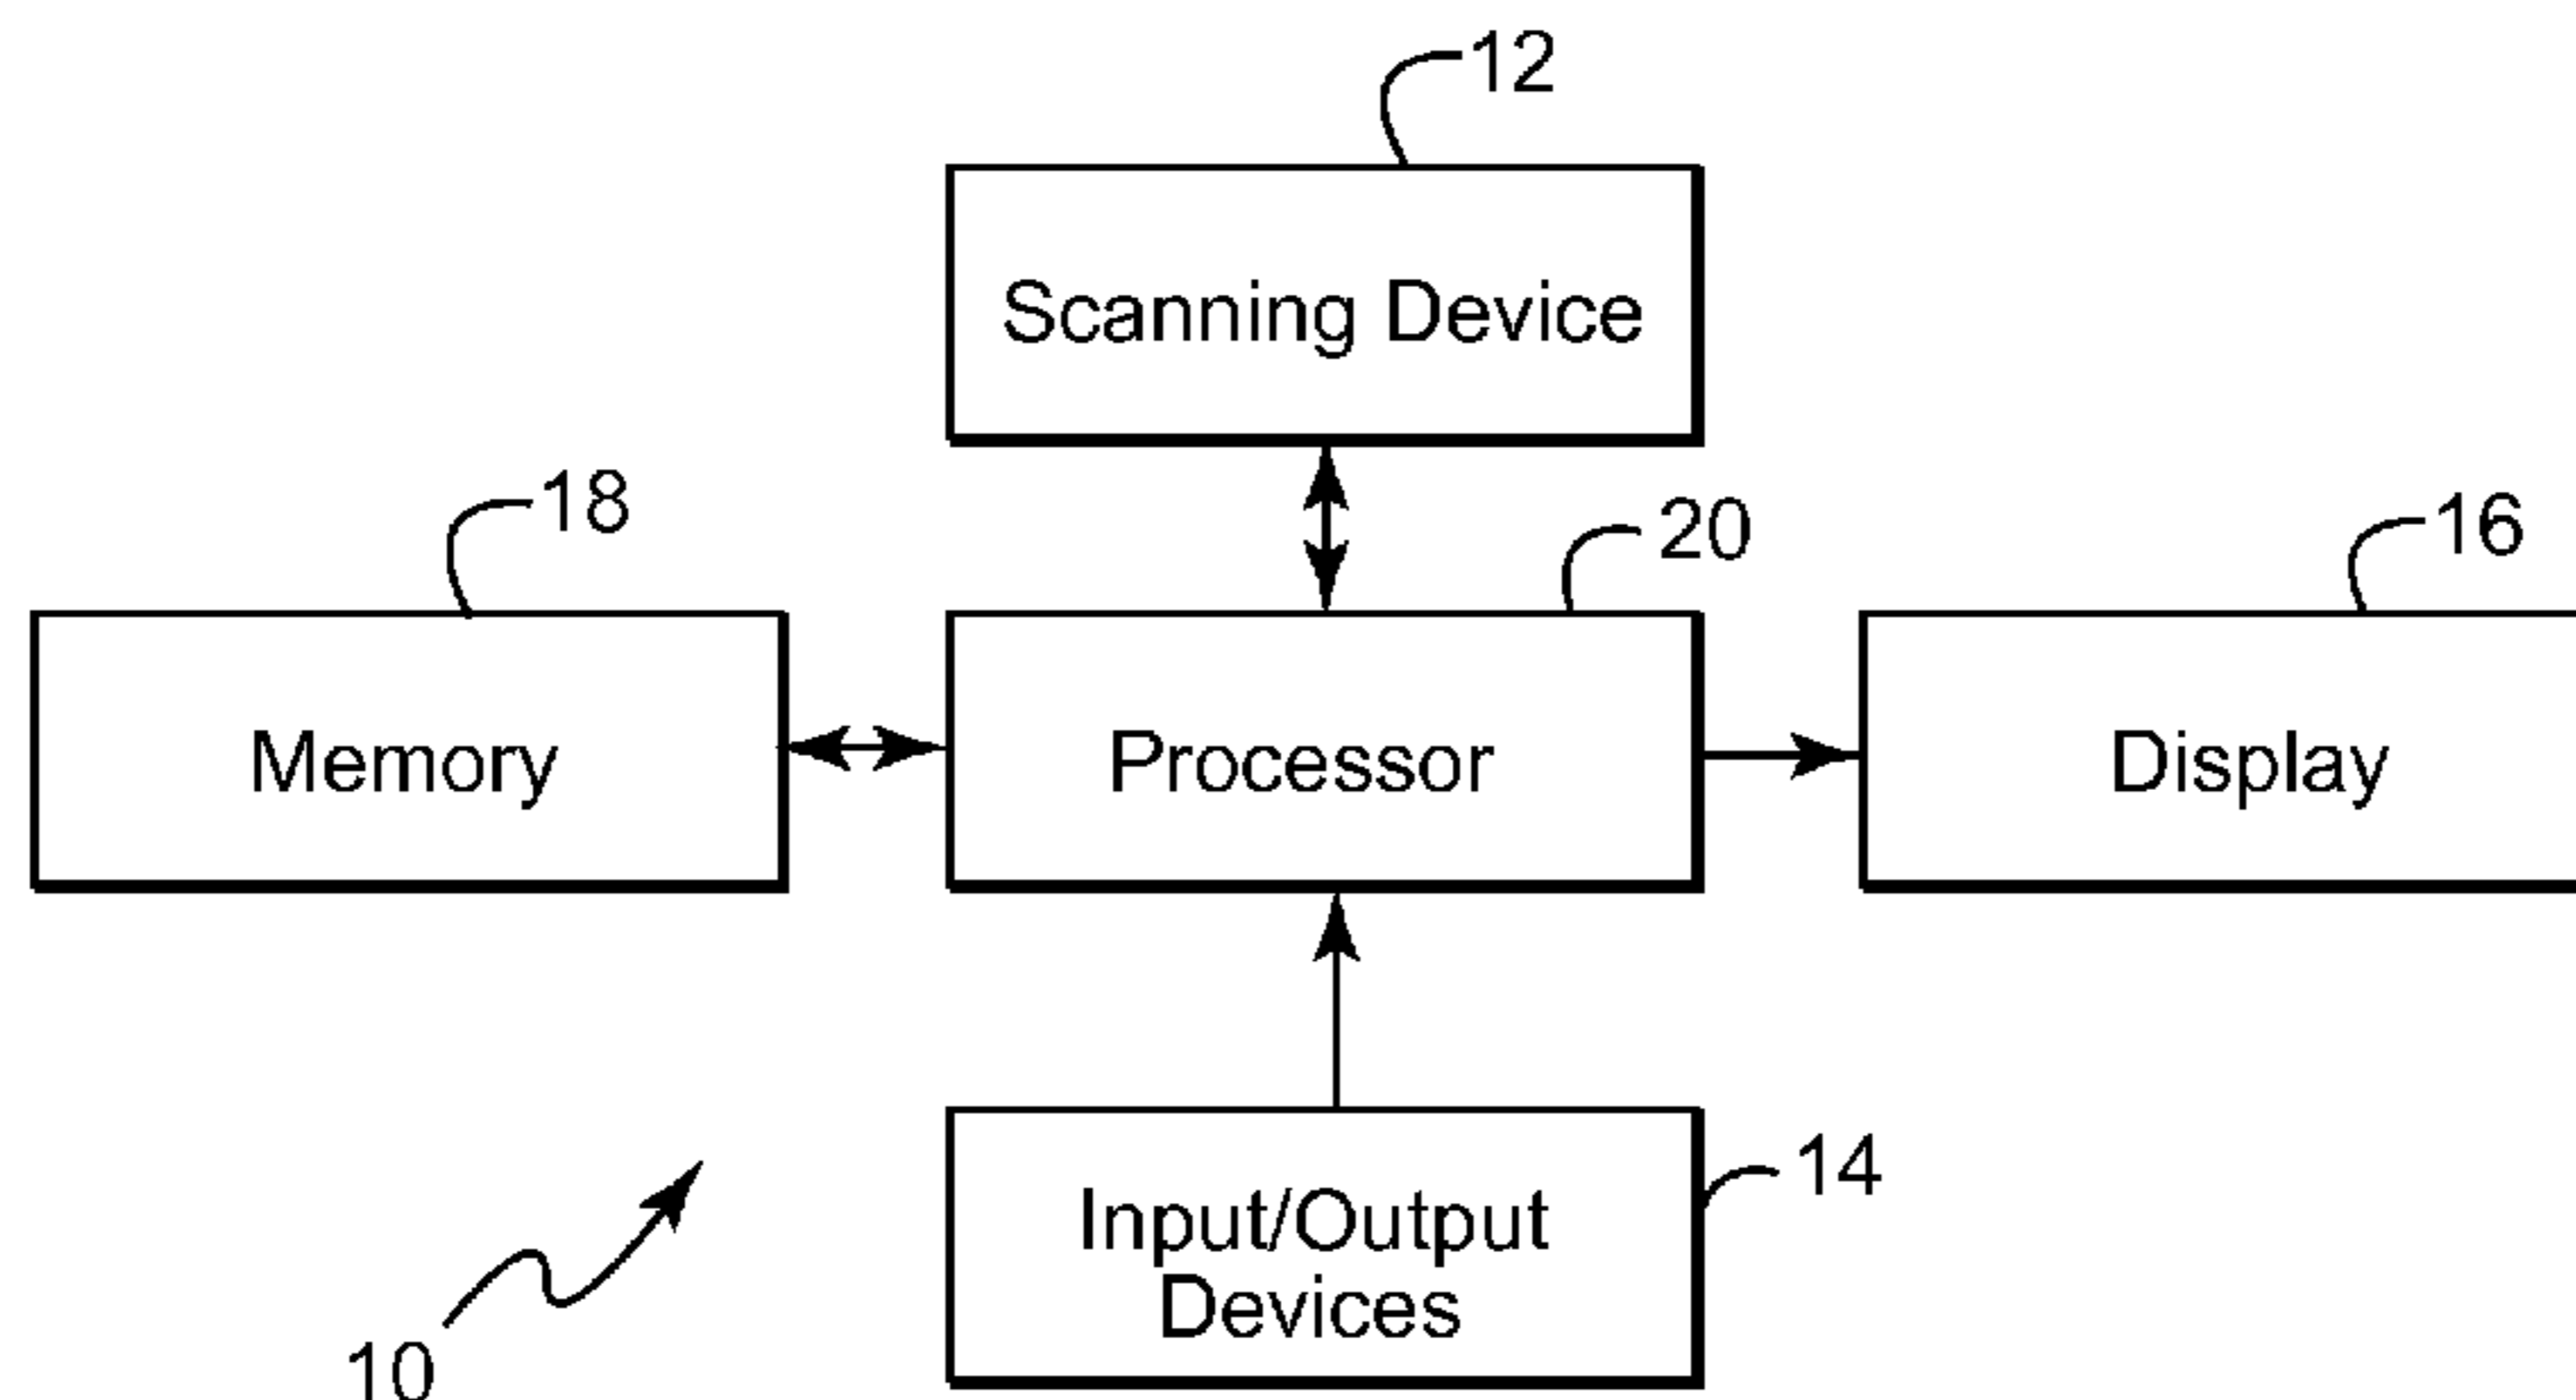 12
Scanning Device
18
20
16
Memory
Processor
Display
14
Input/Output
Devices
10